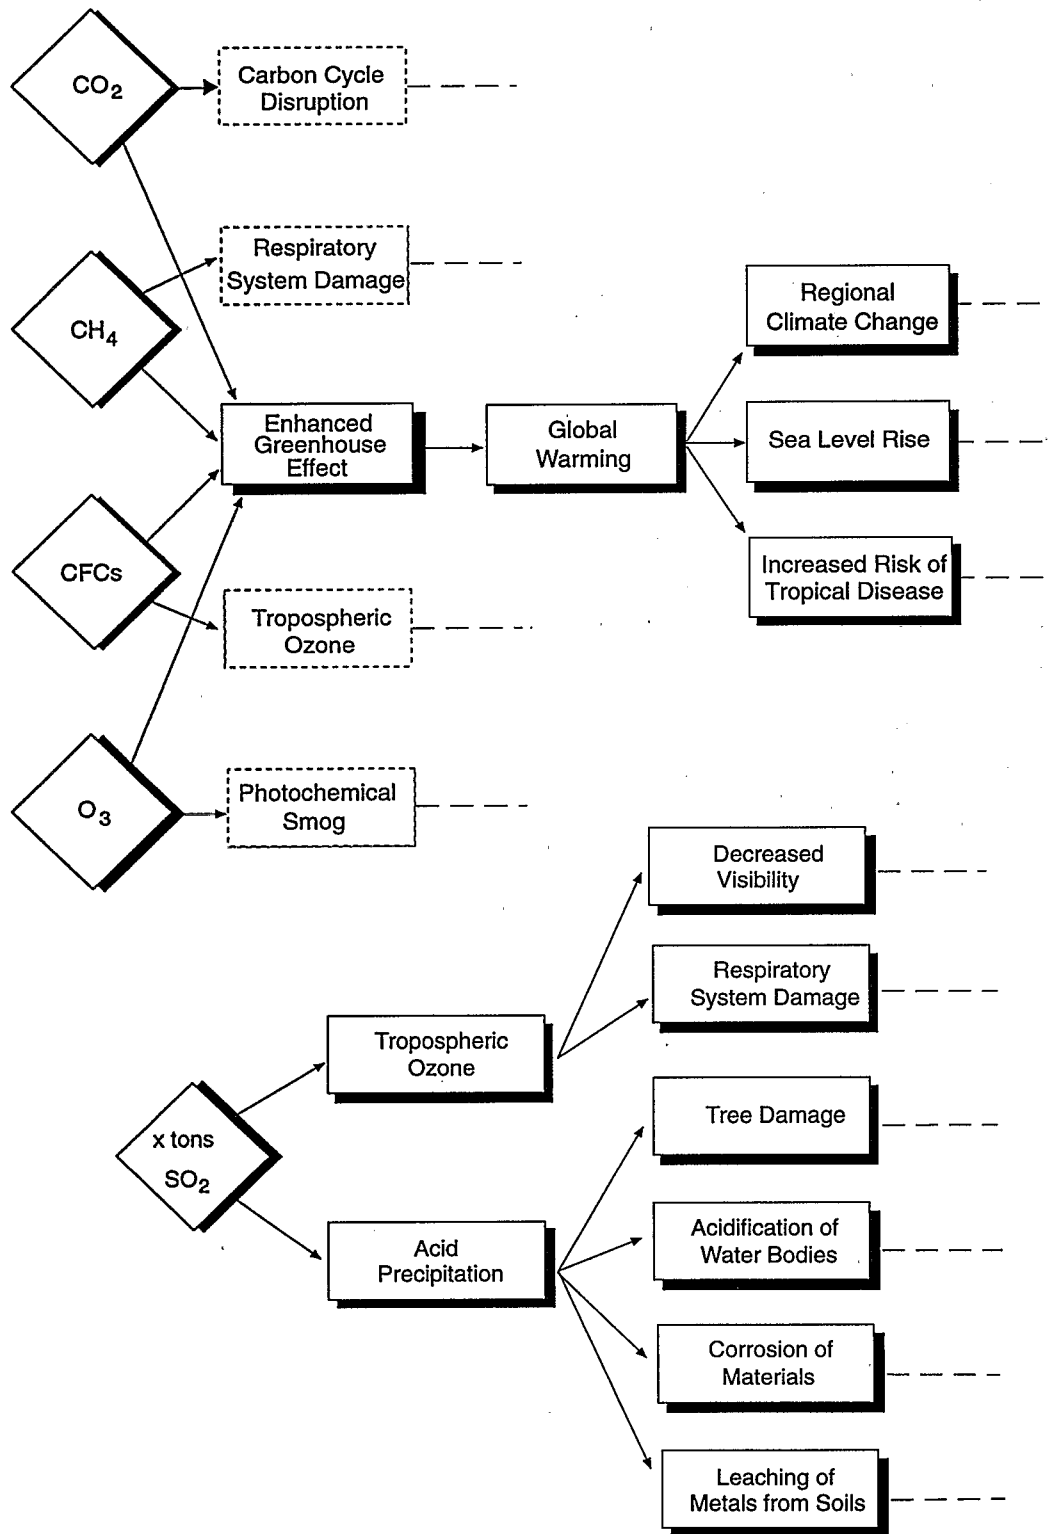 CO2
Carbon Cycle
Disruption
Respiratory
System Damage
CH4
Regional
Climate Change
Enhanced
Greenhouse
Effect
Global
Warming
Sea Level Rise
CFCs
Increased Risk of
Tropical Disease
Tropospheric
Ozone
O3
Photochemical
Smog
Decreased
Visibility
Respiratory
System Damage
Tropospheric
Ozone
x tons
SO2
Tree Damage
Acid
Precipitation
Acidification of
Water Bodies
Corrosion of
Materials
Leaching of
Metals from Soils